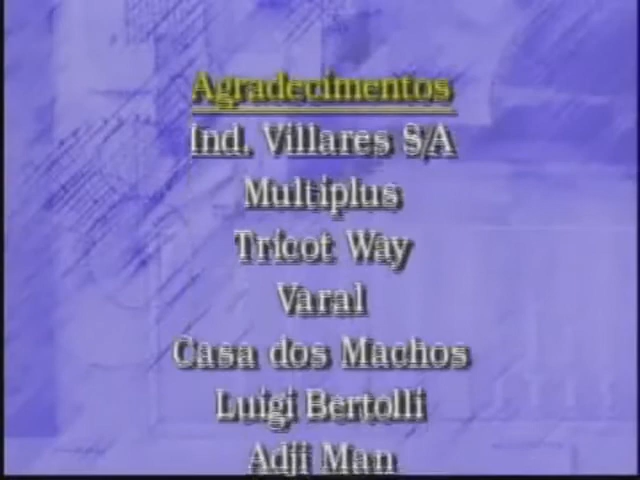 Agradecimentos
Ind. Villares S/A
Multiplus
Tricot Way
Varal
Casa dos Machos
Luigi Bertolli
Adji Man